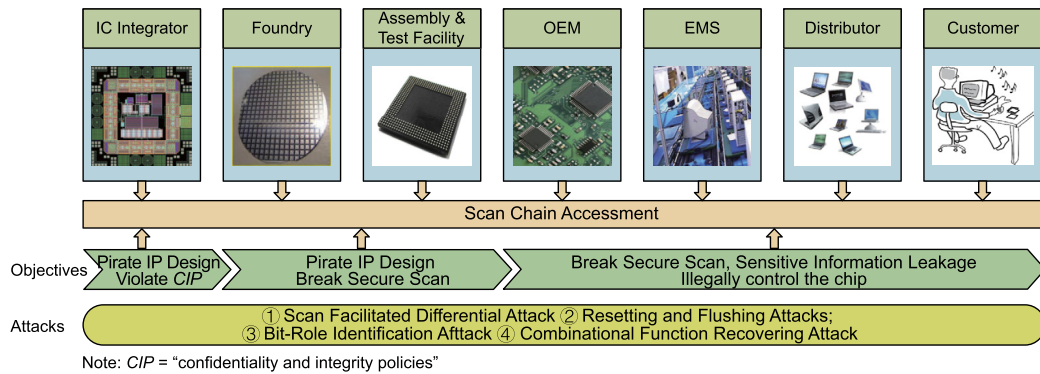 IC Integrator
Foundry
Assembly &
Test Facility
OEM
EMS
Distributor
Customer
Scan Chain Accessment
Objectives
Pirate IP Design
Violate CIP
Pirate IP Design
Break Secure Scan
Break Secure Scan, Sensitive Information Leakage
Illegally control the chip
Attacks
① Scan Facilitated Differential Attack ② Resetting and Flushing Attacks;
③ Bit-Role Identification Afttack ④ Combinational Function Recovering Attack
Note: CIP = “confidentiality and integrity policies”